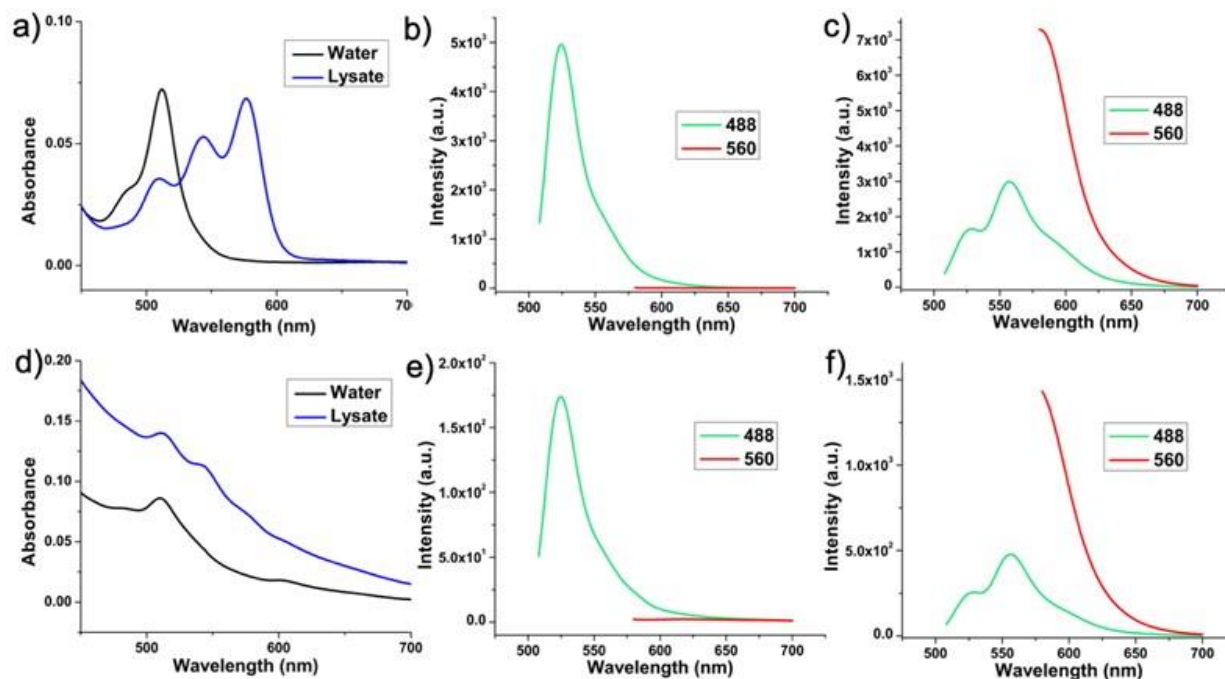 a)
0.10
0.05
0.00
Absorbance
Water
Lysate
500
600
700
Wavelength (nm)
b)
5x10³
4x10³
3x10³
2x10³
1x10³
0
Intensity (a.u.)
488
560
500
550
600
650
700
Wavelength (nm)
c)
7x10³
6x10³
5x10³
4x10³
3x10³
2x10³
1x10³
0
Intensity (a.u.)
488
560
500
550
600
650
700
Wavelength (nm)
d)
0.20
0.15
0.10
0.05
0.00
Absorbance
Water
Lysate
500
600
700
Wavelength (nm)
e)
2.0x10²
1.5x10²
1.0x10²
5.0x10¹
0.0
Intensity (a.u.)
488
560
500
550
600
650
700
Wavelength (nm)
f)
1.5x10³
1.0x10³
5.0x10²
0.0
Intensity (a.u.)
488
560
500
550
600
650
700
Wavelength (nm)